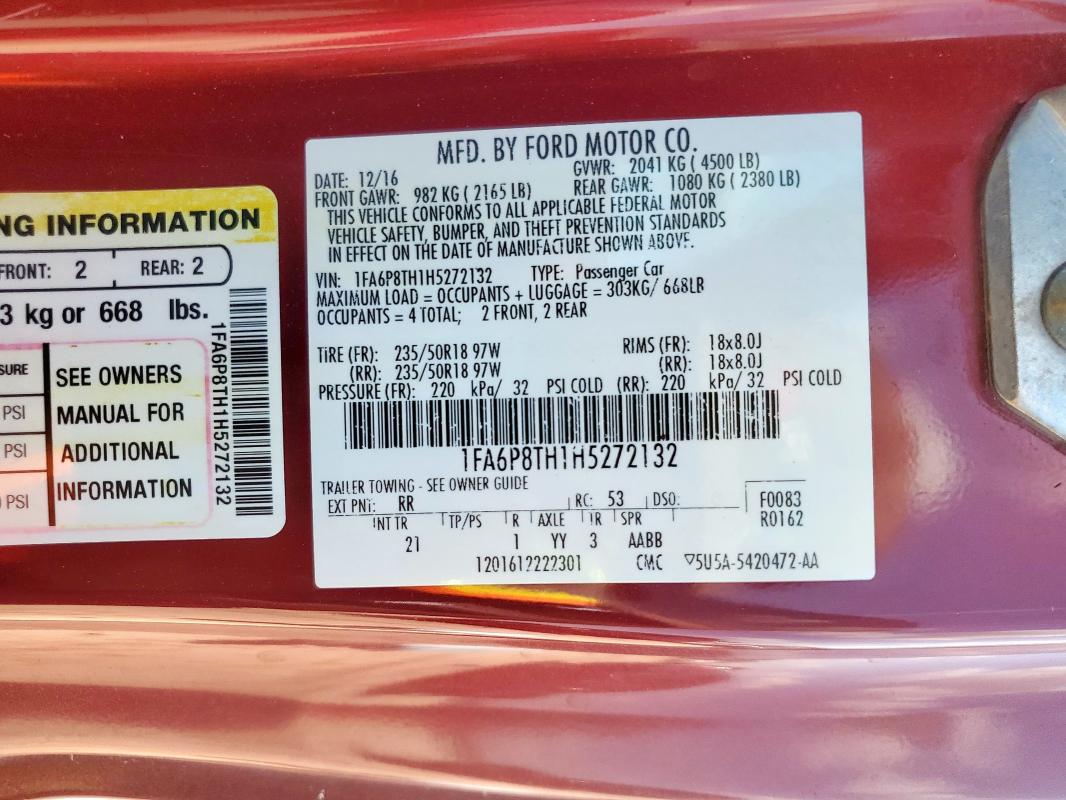 NG INFORMATION
FRONT: 2 REAR: 2
3 kg or 668 lbs.
SURE
PSI
PSI
PSI
SEE OWNERS
MANUAL FOR
ADDITIONAL
INFORMATION
1FA6P8TH1H5272132
MFD. BY FORD MOTOR CO.
DATE: 12/16 GVWR: 2041 KG ( 4500 LB)
FRONT GAWR: 982 KG ( 2165 LB) REAR GAWR: 1080 KG ( 2380 LB)
THIS VEHICLE CONFORMS TO ALL APPLICABLE FEDERAL MOTOR
VEHICLE SAFETY, BUMPER, AND THEFT PREVENTION STANDARDS
IN EFFECT ON THE DATE OF MANUFACTURE SHOWN ABOVE.
VIN: 1FA6P8TH1H5272132 TYPE: Passenger Car
MAXIMUM LOAD = OCCUPANTS + LUGGAGE = 303KG/ 668LB
OCCUPANTS = 4 TOTAL; 2 FRONT, 2 REAR
TIRE (FR): 235/50R18 97W RIMS (FR): 18x8.0J
(RR): 235/50R18 97W (RR): 18x8.0J
PRESSURE (FR): 220 kPa/ 32 PSI COLD (RR): 220 kPa/ 32 PSI COLD
1FA6P8TH1H5272132
TRAILER TOWING - SEE OWNER GUIDE
EXT PNT: RR RC: 53 DSO: F0083
INT TR TP/PS R AXLE TR SPR R0162
21 1 YY 3 AABB
1201612222301 CMC ▽5U5A-5420472-AA